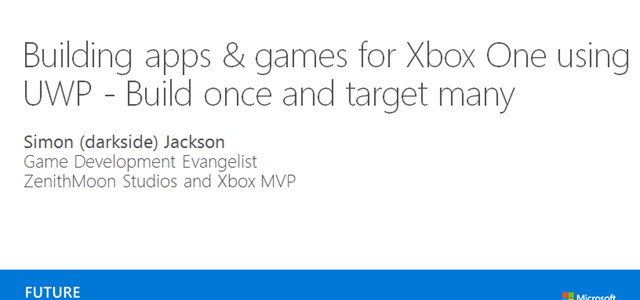 Building apps & games for Xbox One using
UWP - Build once and target many
Simon (darkside) Jackson
Game Development Evangelist
ZenithMoon Studios and Xbox MVP
FUTURE
Microsoft